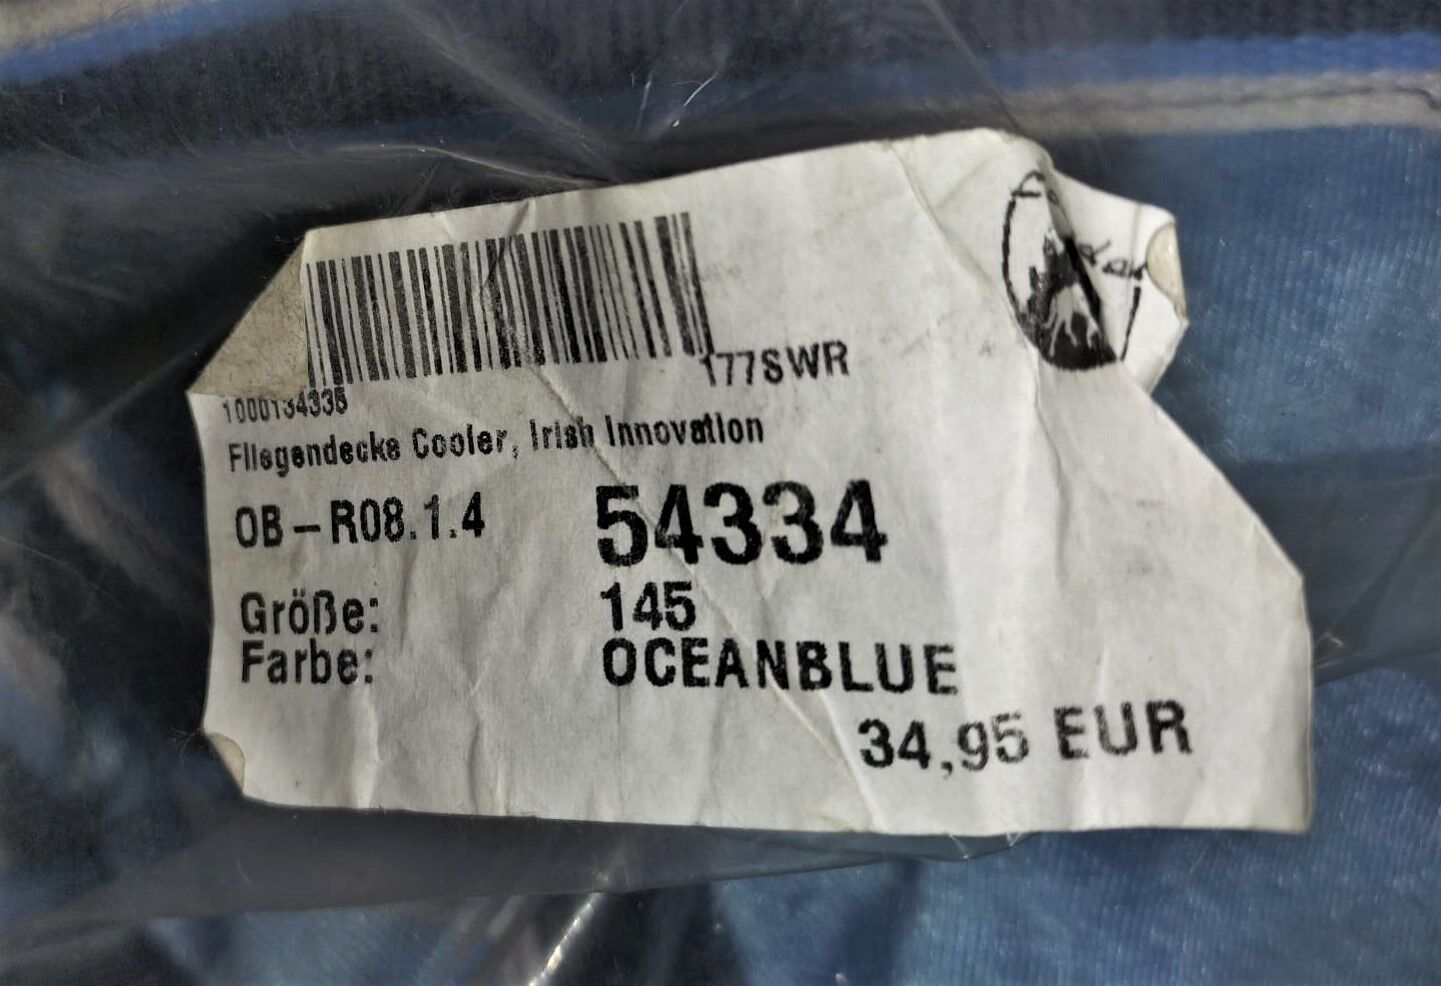 177SWR
1000134335
Fliegendecke Cooler, Irish Innovation
OB-R08.1.4 54334
Größe: 145
Farbe: OCEANBLUE
34,95 EUR